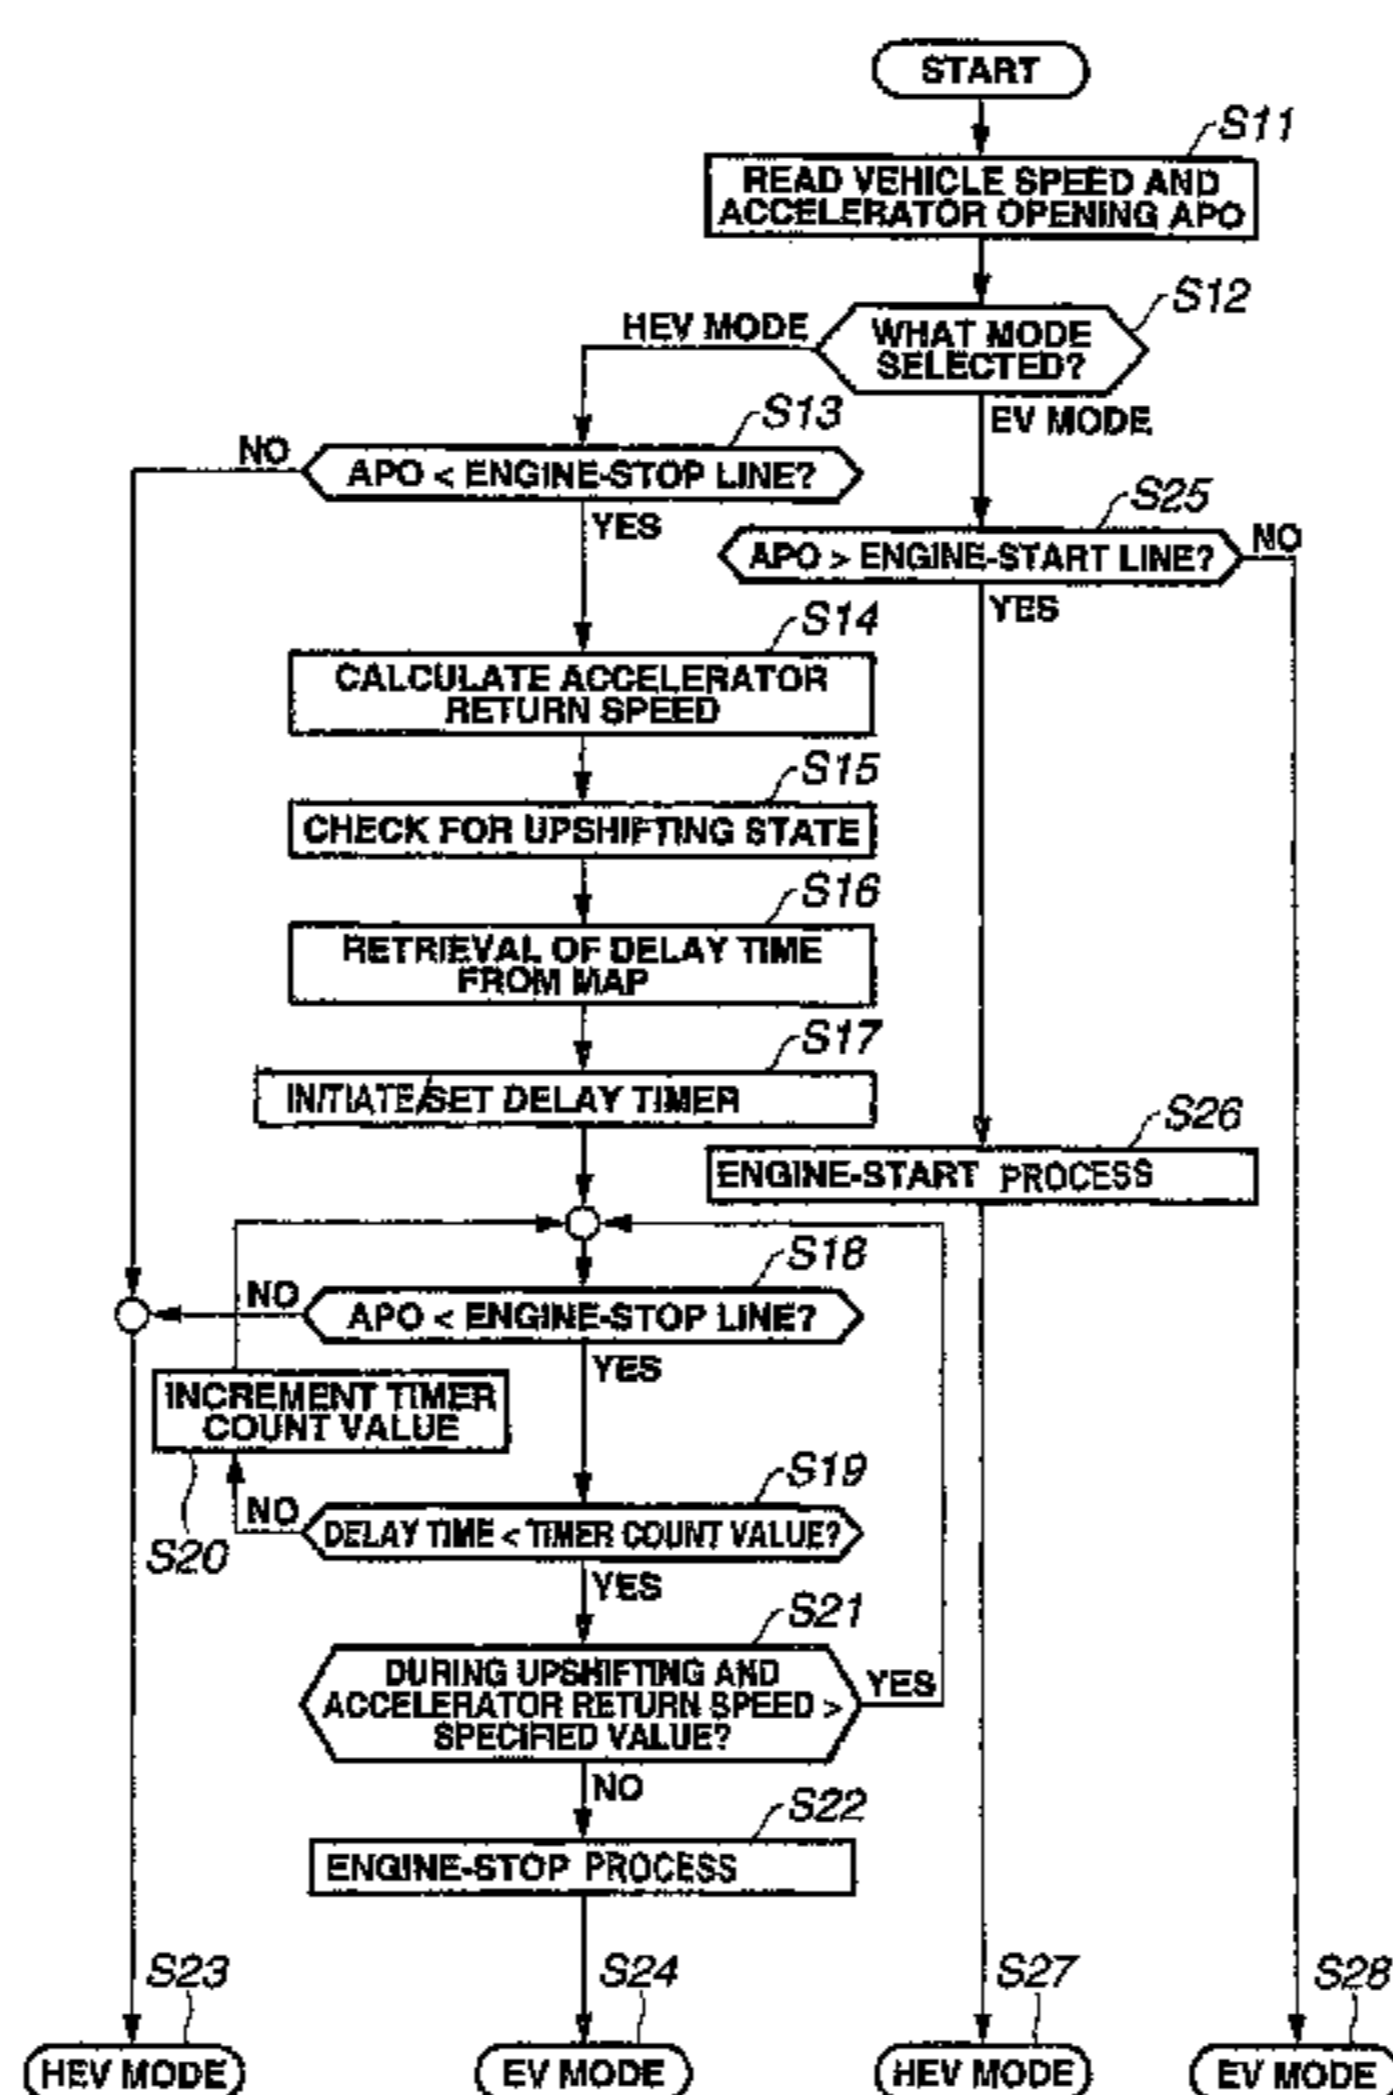 START
S11
READ VEHICLE SPEED AND
ACCELERATOR OPENING APO
S12
HEV MODE
WHAT MODE
SELECTED?
EV MODE
S13
NO
APO < ENGINE-STOP LINE?
YES
S25
APO > ENGINE-START LINE?
NO
YES
S14
CALCULATE ACCELERATOR
RETURN SPEED
S15
CHECK FOR UPSHIFTING STATE
S16
RETRIEVAL OF DELAY TIME
FROM MAP
S17
INITIATE/SET DELAY TIMER
S26
ENGINE-START PROCESS
S18
NO
APO < ENGINE-STOP LINE?
YES
INCREMENT TIMER
COUNT VALUE
S19
NO
DELAY TIME < TIMER COUNT VALUE?
S20
YES
S21
DURING UPSHIFTING AND
ACCELERATOR RETURN SPEED >
SPECIFIED VALUE?
YES
NO
S22
ENGINE-STOP PROCESS
S23
S24
S27
S28
HEV MODE
EV MODE
HEV MODE
EV MODE